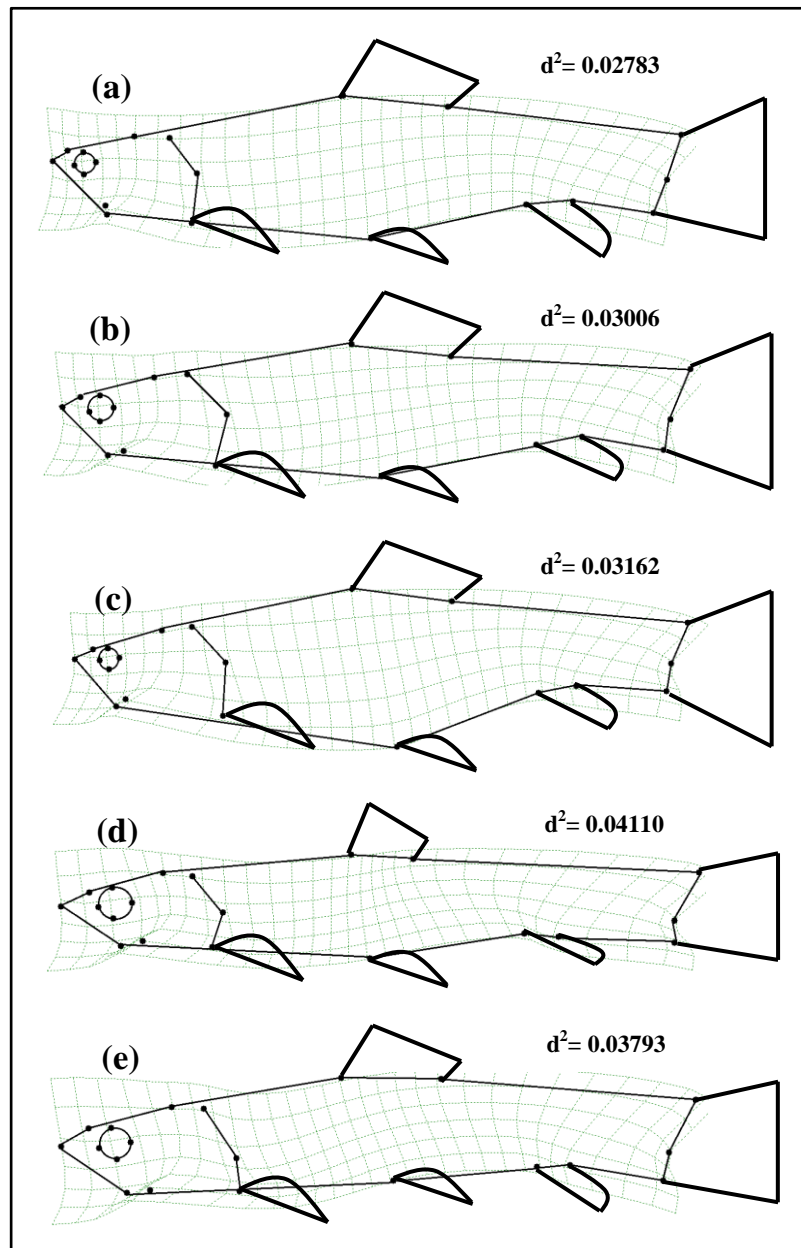 (a)
d²= 0.02783
(b)
d²= 0.03006
(c)
d²= 0.03162
(d)
d²= 0.04110
(e)
d²= 0.03793